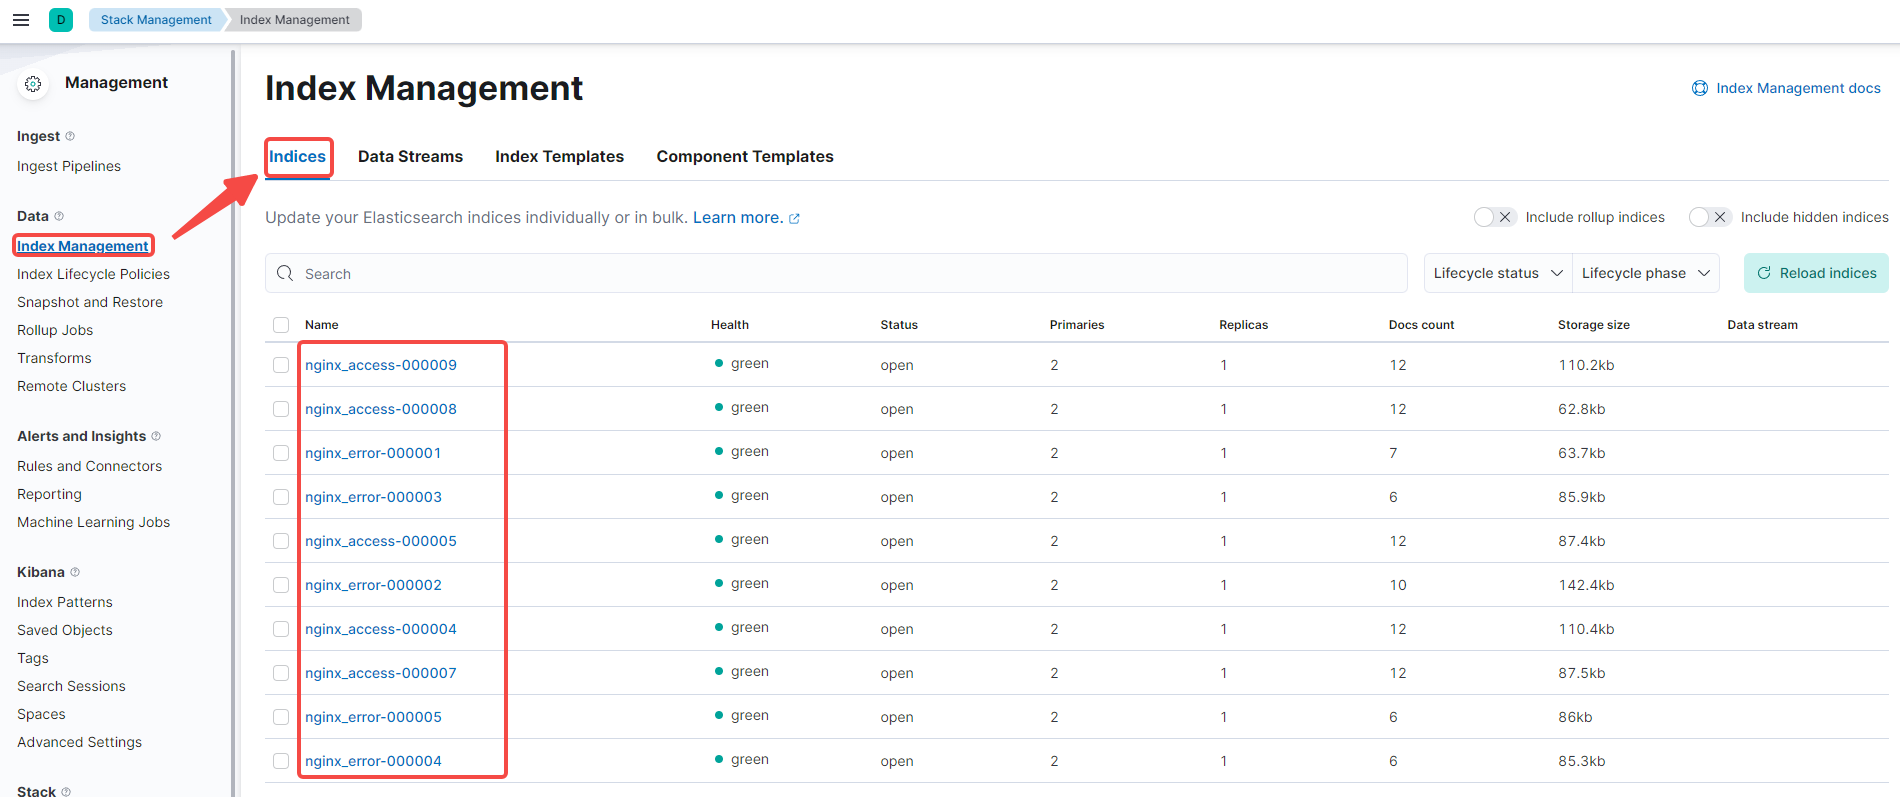 D Stack Management Index Management
Management
Ingest
Ingest Pipelines
Data
Index Management
Index Lifecycle Policies
Snapshot and Restore
Rollup Jobs
Transforms
Remote Clusters
Alerts and Insights
Rules and Connectors
Reporting
Machine Learning Jobs
Kibana
Index Patterns
Saved Objects
Tags
Search Sessions
Spaces
Advanced Settings
Stack
Index Management
Index Management docs
Indices Data Streams Index Templates Component Templates
Update your Elasticsearch indices individually or in bulk. Learn more.
Include rollup indices Include hidden indices
Search Lifecycle status Lifecycle phase Reload indices
Name Health Status Primaries Replicas Docs count Storage size Data stream
nginx_access-000009 green open 2 1 12 110.2kb
nginx_access-000008 green open 2 1 12 62.8kb
nginx_error-000001 green open 2 1 7 63.7kb
nginx_error-000003 green open 2 1 6 85.9kb
nginx_access-000005 green open 2 1 12 87.4kb
nginx_error-000002 green open 2 1 10 142.4kb
nginx_access-000004 green open 2 1 12 110.4kb
nginx_access-000007 green open 2 1 12 87.5kb
nginx_error-000005 green open 2 1 6 86kb
nginx_error-000004 green open 2 1 6 85.3kb